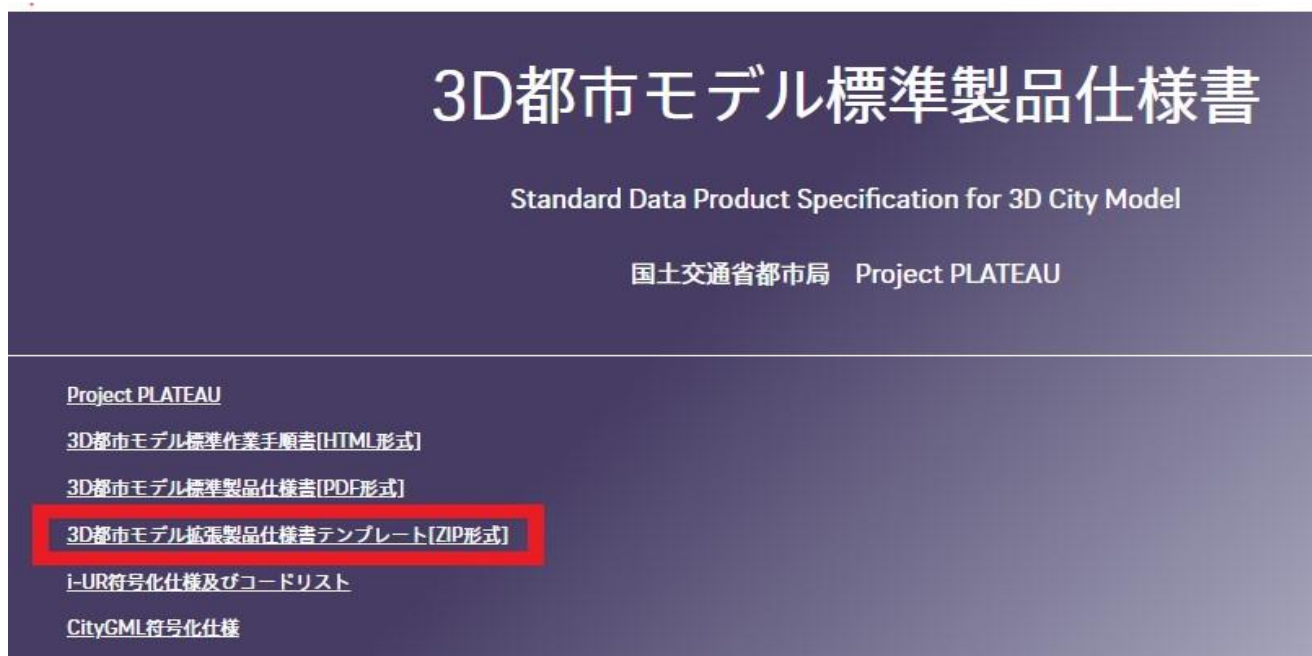 3D都市モデル標準製品仕様書
Standard Data Product Specification for 3D City Model
国土交通省都市局　Project PLATEAU
Project PLATEAU
3D都市モデル標準作業手順書[HTML形式]
3D都市モデル標準製品仕様書[PDF形式]
3D都市モデル拡張製品仕様書テンプレート[ZIP形式]
i-UR符号化仕様及びコードリスト
CityGML符号化仕様